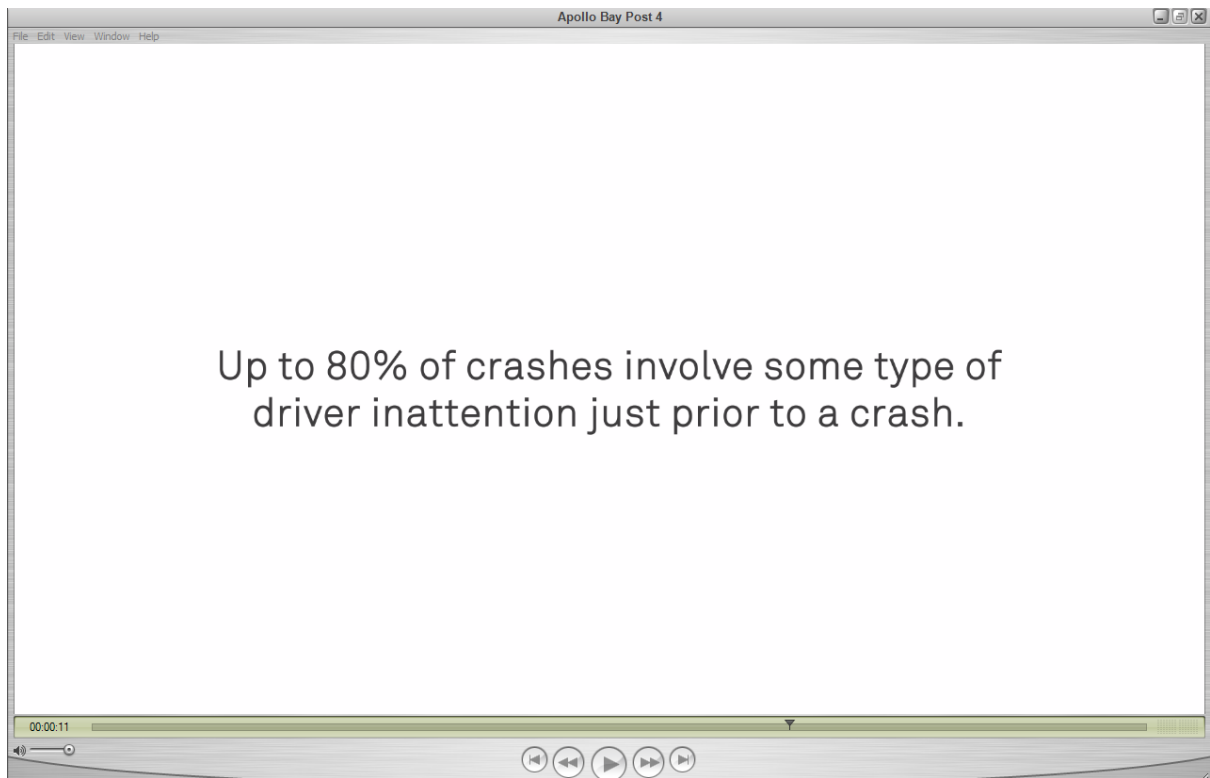 Apollo Bay Post 4
File Edit View Window Help
Up to 80% of crashes involve some type of
driver inattention just prior to a crash.
00:00:11